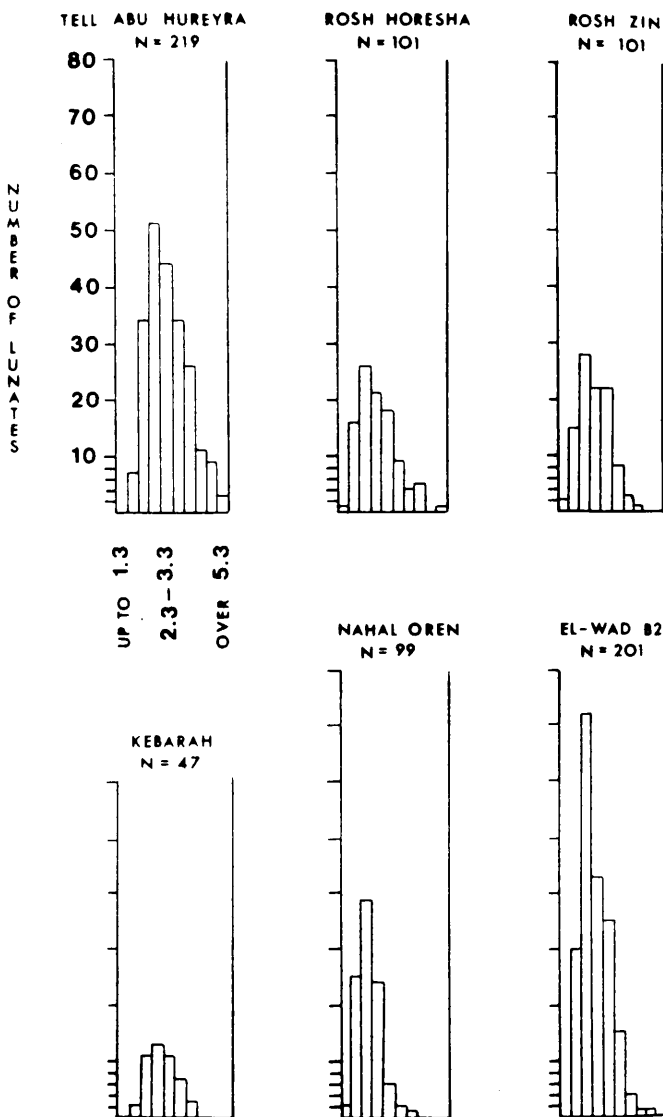 TELL ABU HUREYRA
N = 219
ROSH HORESHA
N = 101
ROSH ZIN
N = 101
NUMBER OF LUNATES
80
70
60
50
40
30
20
10
UP TO 1.3
2.3 – 3.3
OVER 5.3
KEBARAH
N = 47
NAHAL OREN
N = 99
EL-WAD B2
N = 201